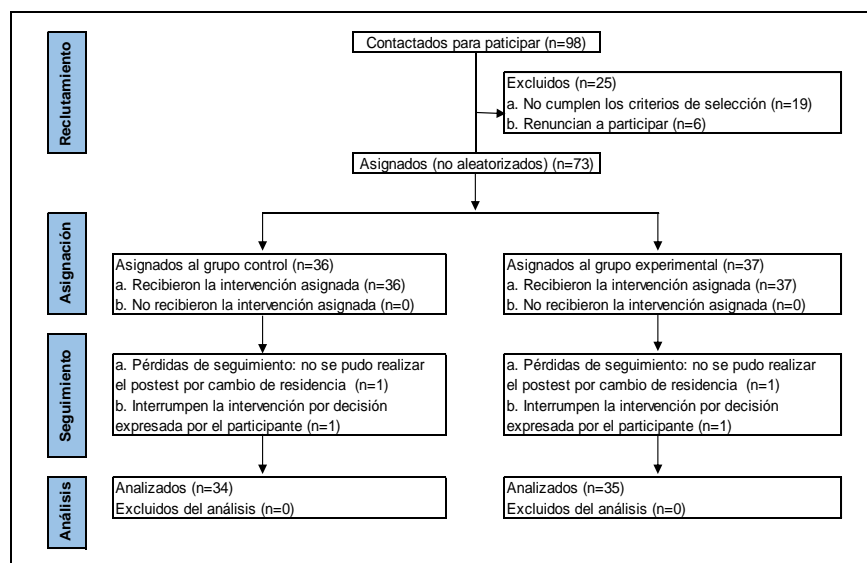 Reclutamiento
Contactados para paticipar (n=98)
Excluidos (n=25)
a. No cumplen los criterios de selección (n=19)
b. Renuncian a participar (n=6)
Asignados (no aleatorizados) (n=73)
Asignación
Asignados al grupo control (n=36)
a. Recibieron la intervención asignada (n=36)
b. No recibieron la intervención asignada (n=0)
Asignados al grupo experimental (n=37)
a. Recibieron la intervención asignada (n=37)
b. No recibieron la intervención asignada (n=0)
Seguimiento
a. Pérdidas de seguimiento: no se pudo realizar
el postest por cambio de residencia (n=1)
b. Interrumpen la intervención por decisión
expresada por el participante (n=1)
a. Pérdidas de seguimiento: no se pudo realizar
el postest por cambio de residencia (n=1)
b. Interrumpen la intervención por decisión
expresada por el participante (n=1)
Análisis
Analizados (n=34)
Excluidos del análisis (n=0)
Analizados (n=35)
Excluidos del análisis (n=0)